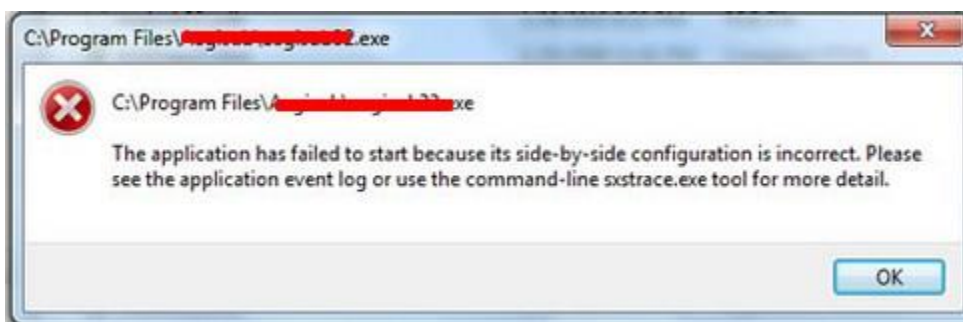 C:\Program Files\ .exe
C:\Program Files\ exe
The application has failed to start because its side-by-side configuration is incorrect. Please
see the application event log or use the command-line sxstrace.exe tool for more detail.
OK